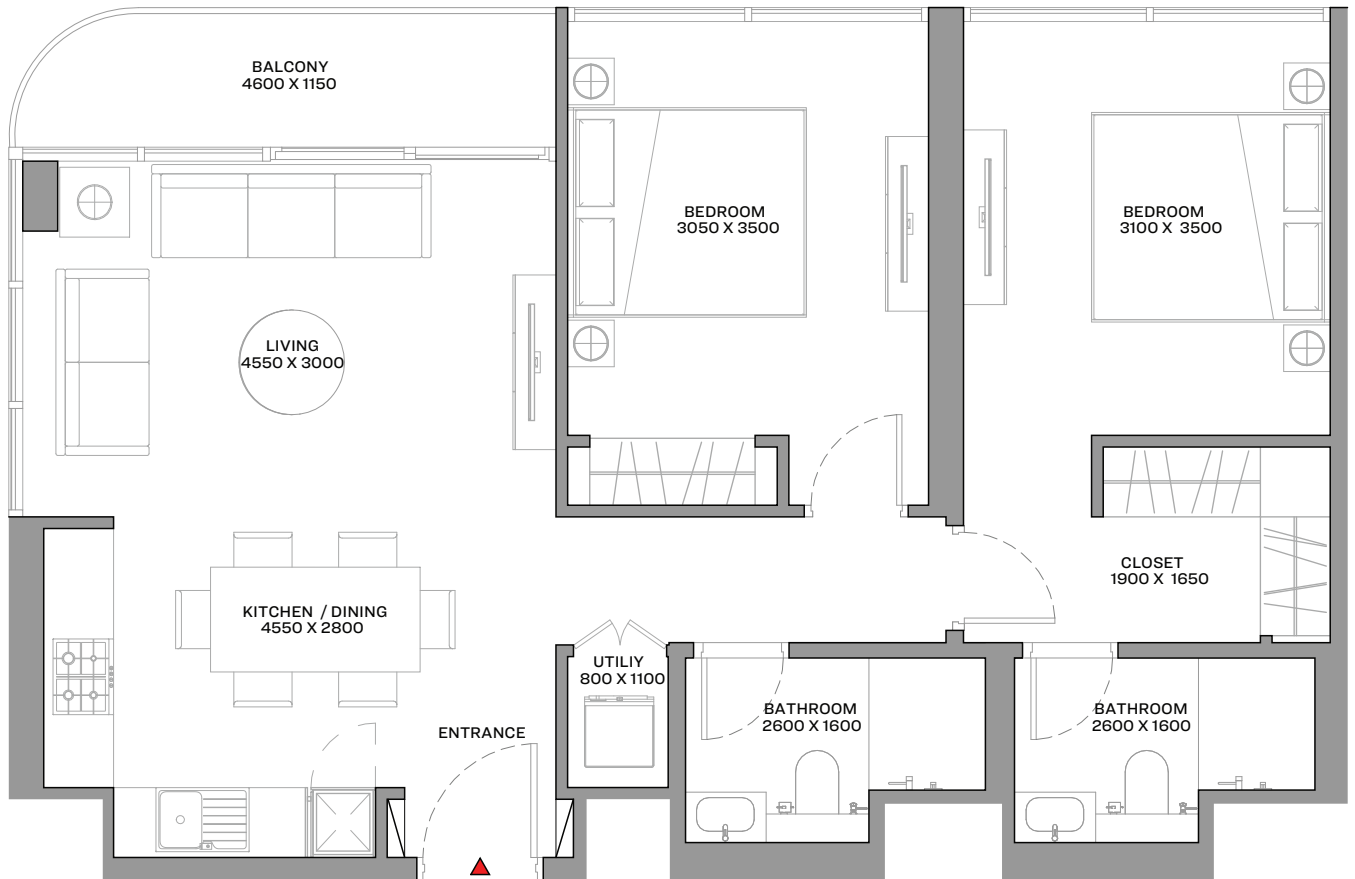 BALCONY
4600 X 1150
BEDROOM
3050 X 3500
BEDROOM
3100 X 3500
LIVING
4550 X 3000
CLOSET
1900 X 1650
KITCHEN / DINING
4550 X 2800
UTILIY
800 X 1100
BATHROOM
2600 X 1600
BATHROOM
2600 X 1600
ENTRANCE